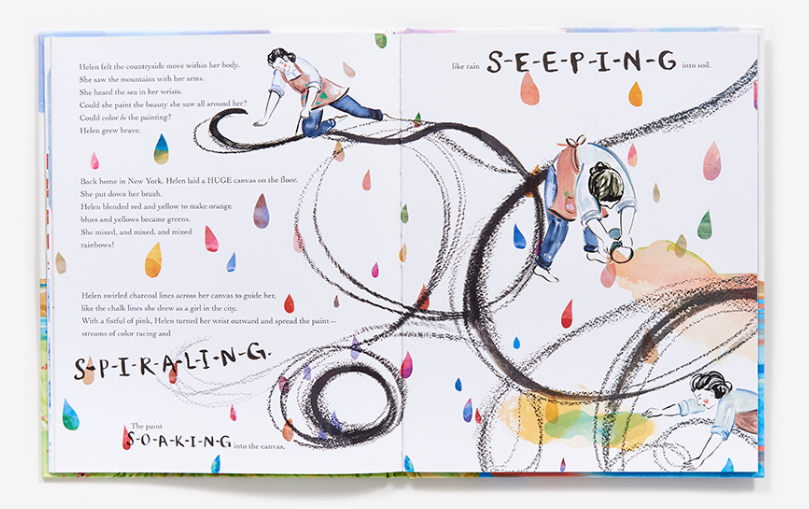 Helen felt the countryside move within her body.
She saw the mountains with her arms.
She heard the sea in her wrists.
Could she paint the beauty she saw all around her?
Could color be the painting?
Helen grew brave.
Back home in New York, Helen laid a HUGE canvas on the floor.
She put down her brush.
Helen blended red and yellow to make orange,
blues and yellows became greens.
She mixed, and mixed, and mixed
rainbows!
Helen swirled charcoal lines across her canvas to guide her,
like the chalk lines she drew as a girl in the city.
With a fistful of pink, Helen turned her wrist outward and spread the paint—
streams of color racing and
S-P-I-R-A-L-I-N-G.
The paint
S-O-A-K-I-N-G into the canvas,
like rain S-E-E-P-I-N-G into soil.